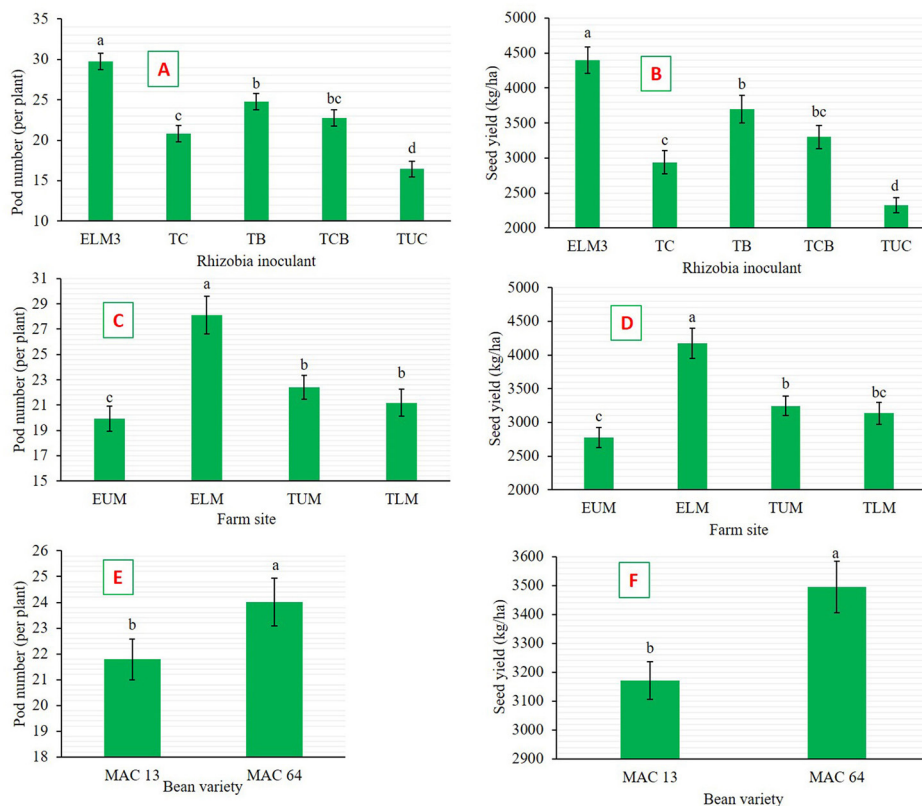 A
Pod number (per plant)
35
30
25
20
15
10
a
c
b
bc
d
ELM3 TC TB TCB TUC
Rhizobia inoculant
B
Seed yield (kg/ha)
5000
4500
4000
3500
3000
2500
2000
a
c
b
bc
d
ELM3 TC TB TCB TUC
Rhizobia inoculant
C
Pod number (per plant)
31
29
27
25
23
21
19
17
15
c
a
b
b
EUM ELM TUM TLM
Farm site
D
Seed yield (kg/ha)
5000
4500
4000
3500
3000
2500
2000
c
a
b
bc
EUM ELM TUM TLM
Farm site
E
Pod number (per plant)
26
25
24
23
22
21
20
19
18
b
a
MAC 13 MAC 64
Bean variety
F
Seed yield (kg/ha)
3600
3500
3400
3300
3200
3100
3000
2900
b
a
MAC 13 MAC 64
Bean variety